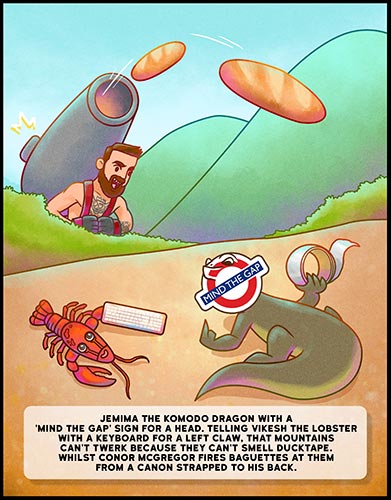 MIND THE GAP
JEMIMA THE KOMODO DRAGON WITH A
'MIND THE GAP' SIGN FOR A HEAD. TELLING VIKESH THE LOBSTER
WITH A KEYBOARD FOR A LEFT CLAW, THAT MOUNTAINS
CAN'T TWERK BECAUSE THEY CAN'T SMELL DUCKTAPE.
WHILST CONOR MCGREGOR FIRES BAGUETTES AT THEM
FROM A CANON STRAPPED TO HIS BACK.